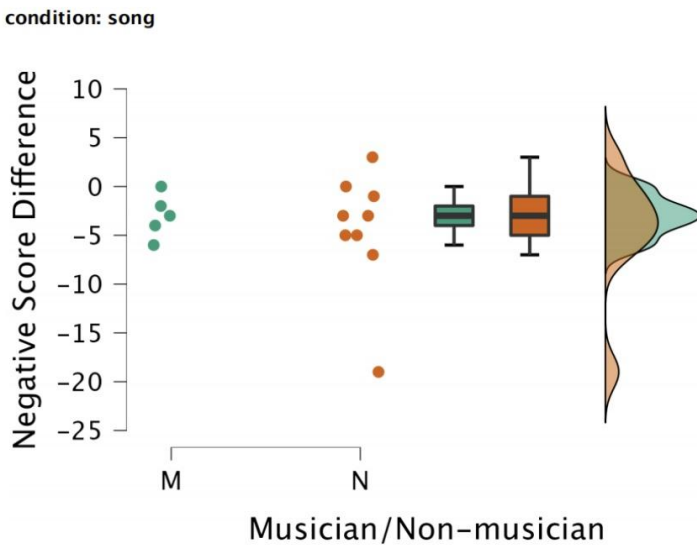 condition: song
Negative Score Difference
10
5
0
−5
−10
−15
−20
−25
M N
Musician/Non−musician